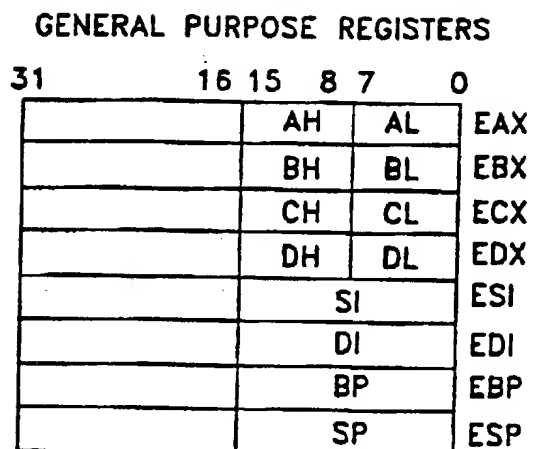 GENERAL PURPOSE REGISTERS
31 16 15 8 7 0
AH AL EAX
BH BL EBX
CH CL ECX
DH DL EDX
SI ESI
DI EDI
BP EBP
SP ESP